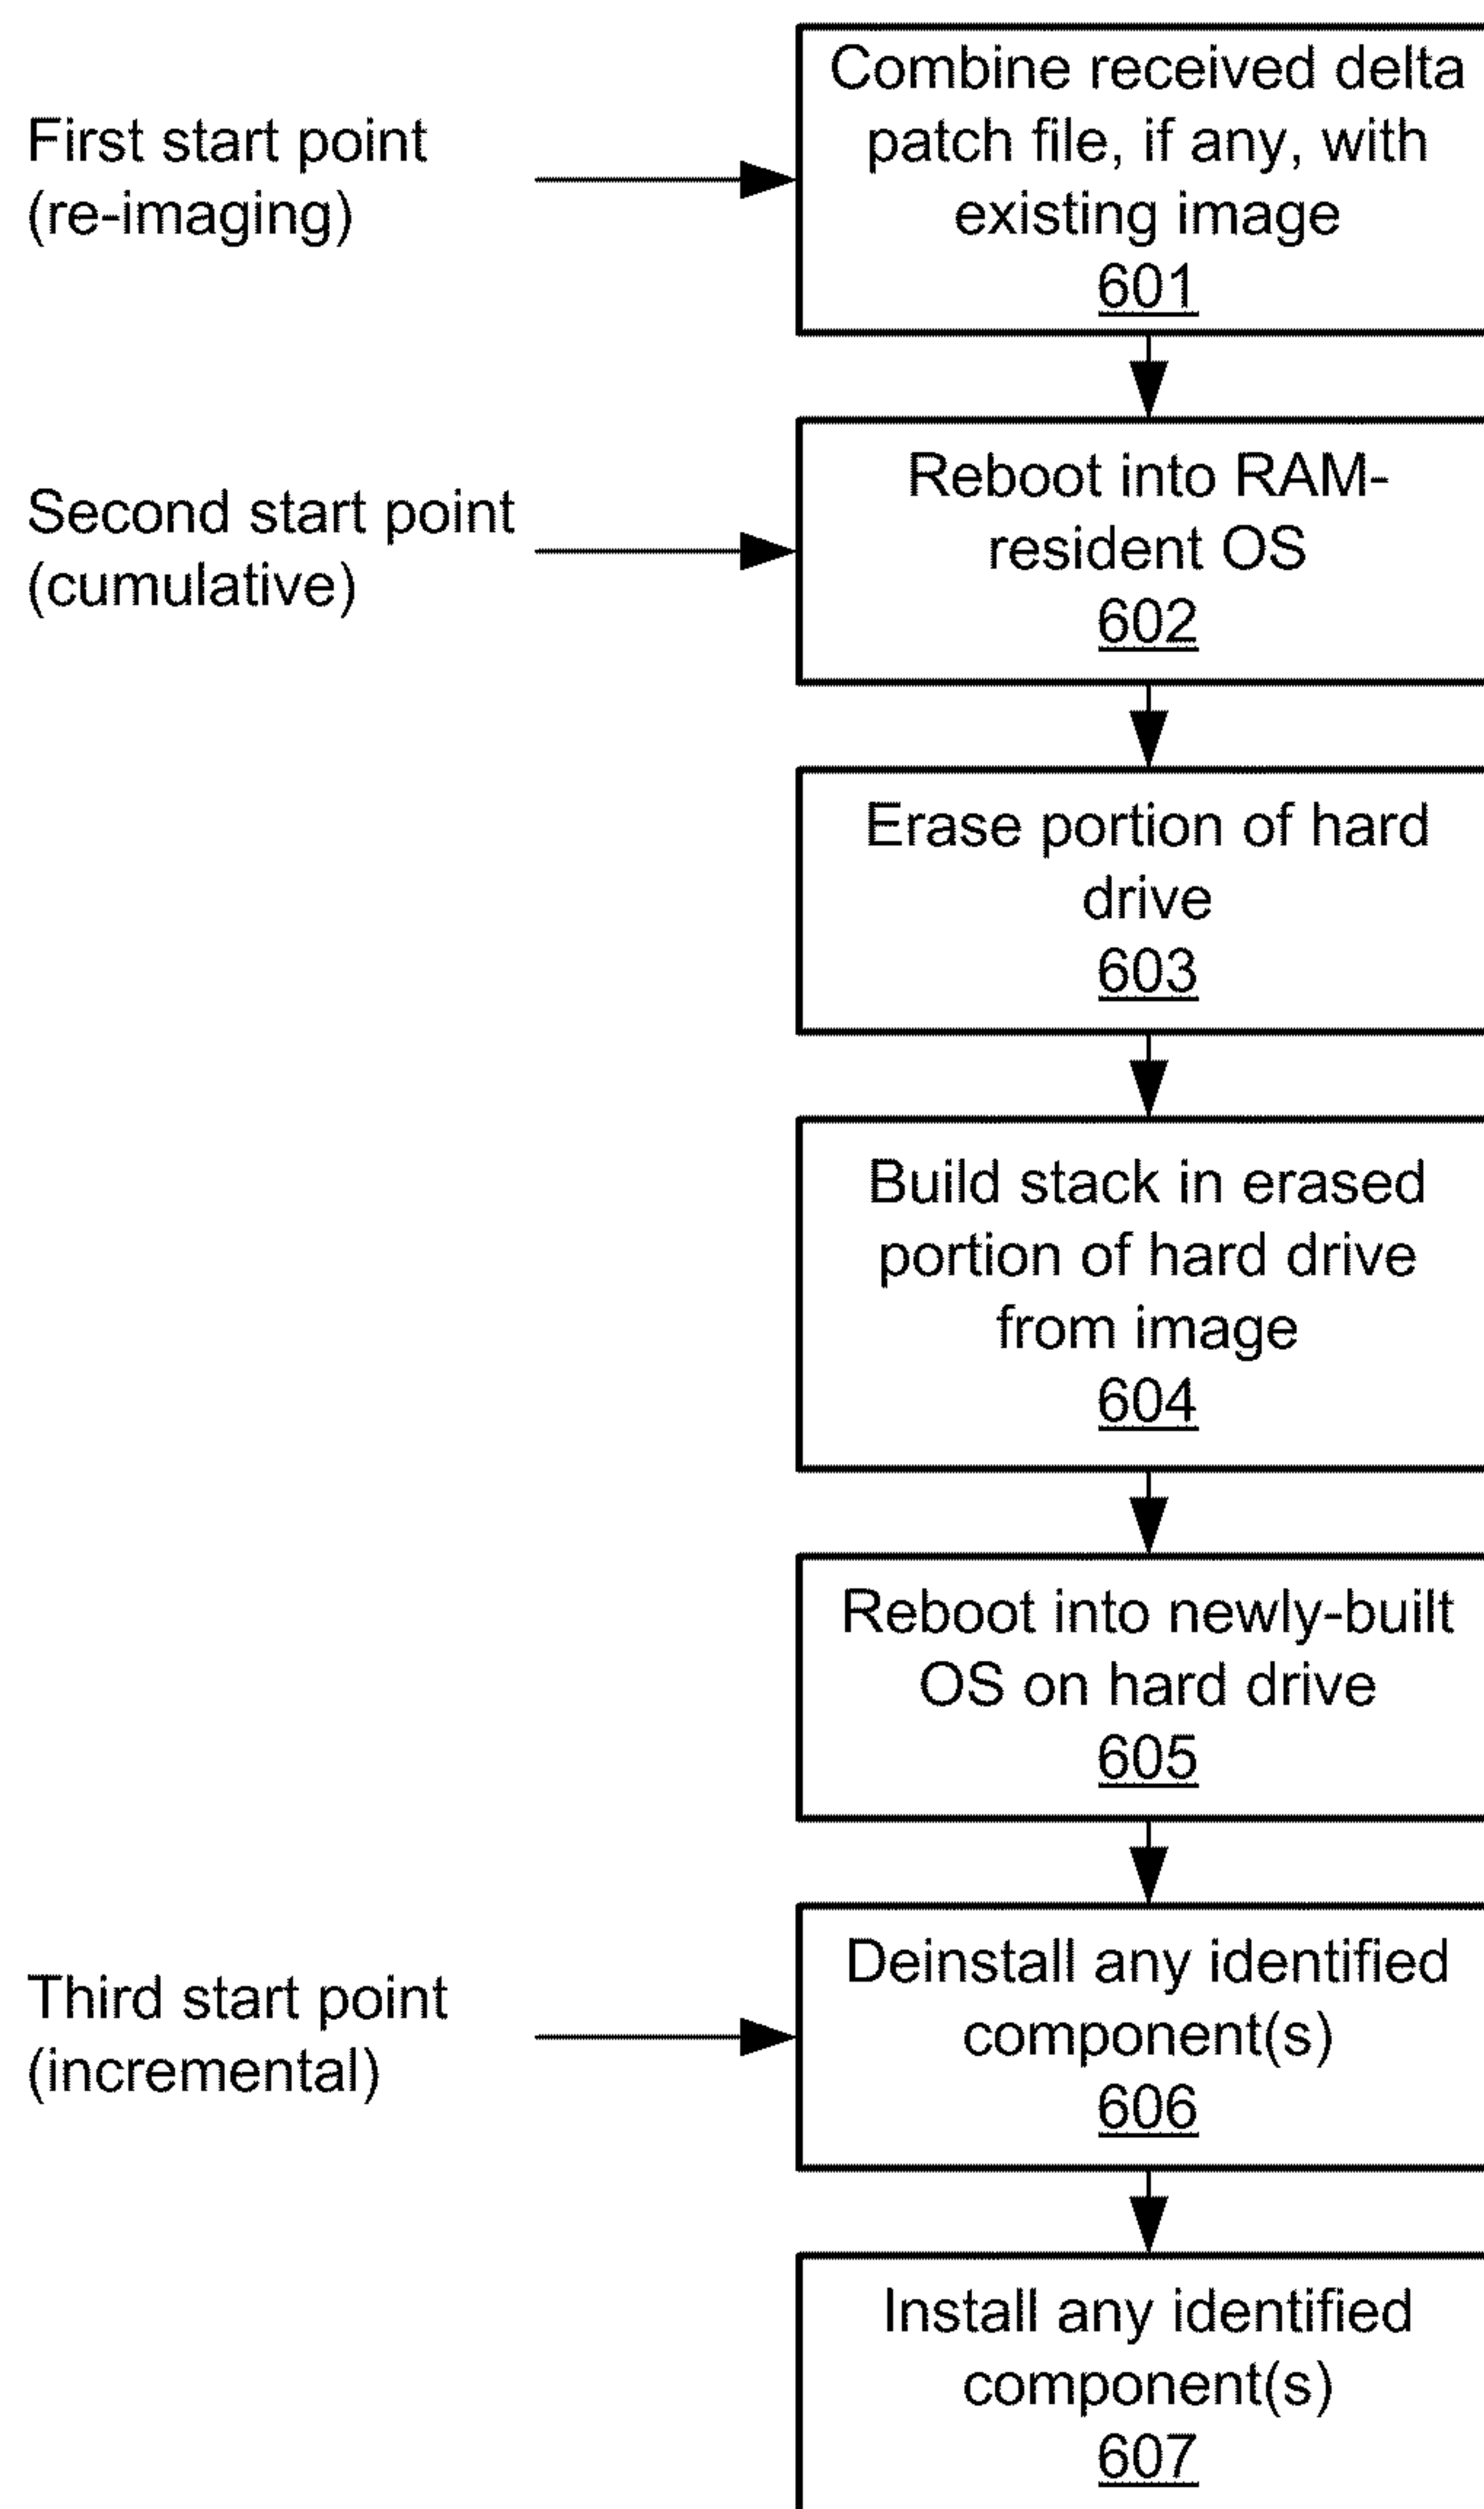 First start point
(re-imaging)
Combine received delta
patch file, if any, with
existing image
601
Second start point
(cumulative)
Reboot into RAM-
resident OS
602
Erase portion of hard
drive
603
Build stack in erased
portion of hard drive
from image
604
Reboot into newly-built
OS on hard drive
605
Third start point
(incremental)
Deinstall any identified
component(s)
606
Install any identified
component(s)
607